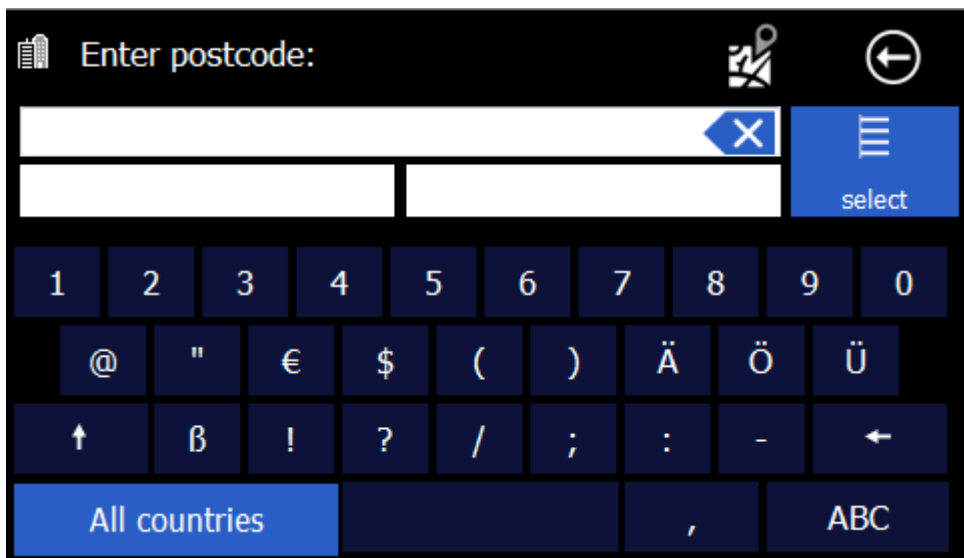 Enter postcode:
select
1 2 3 4 5 6 7 8 9 0
@ " € $ ( ) Ä Ö Ü
ß ! ? / ; : -
All countries , ABC